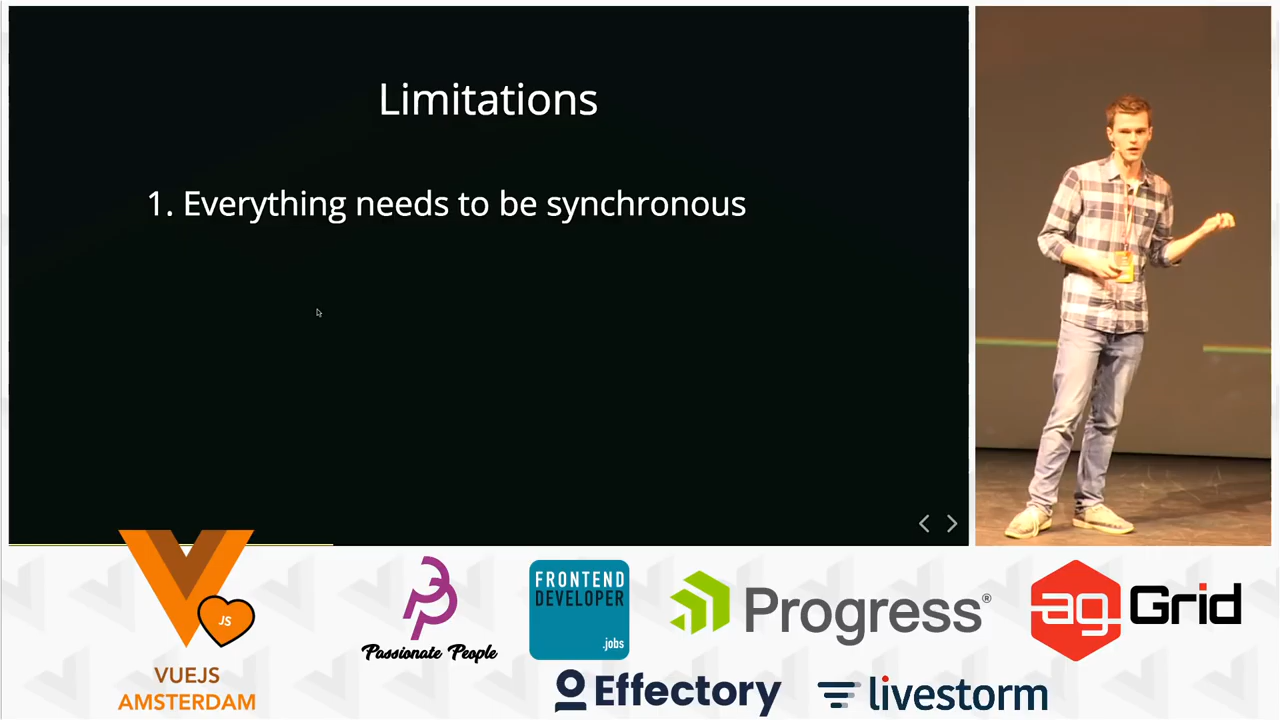 Limitations
1. Everything needs to be synchronous
JS
VUEJS
AMSTERDAM
Passionate People
FRONTEND
DEVELOPER
.jobs
Progress®
ag Grid
Effectory
livestorm